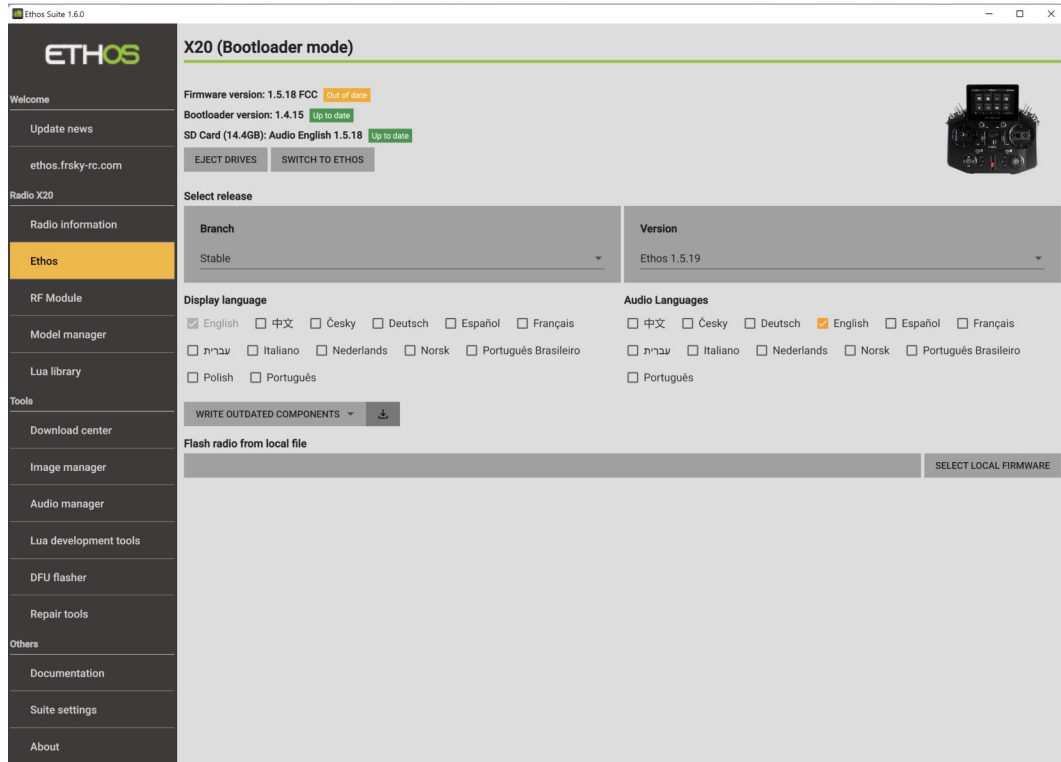 Ethos Suite 1.6.0
ETHOS
Welcome
Update news
ethos.frsky-rc.com
Radio X20
Radio information
Ethos
RF Module
Model manager
Lua library
Tools
Download center
Image manager
Audio manager
Lua development tools
DFU flasher
Repair tools
Others
Documentation
Suite settings
About
X20 (Bootloader mode)
Firmware version: 1.5.18 FCC Out of date
Bootloader version: 1.4.15 Up to date
SD Card (14.4GB): Audio English 1.5.18 Up to date
EJECT DRIVES SWITCH TO ETHOS
Select release
Branch
Stable
Version
Ethos 1.5.19
Display language
English 中文 Česky Deutsch Español Français
עברית Italiano Nederlands Norsk Português Brasileiro
Polish Português
Audio Languages
中文 Česky Deutsch English Español Français
עברית Italiano Nederlands Norsk Português Brasileiro
Português
WRITE OUTDATED COMPONENTS
Flash radio from local file
SELECT LOCAL FIRMWARE